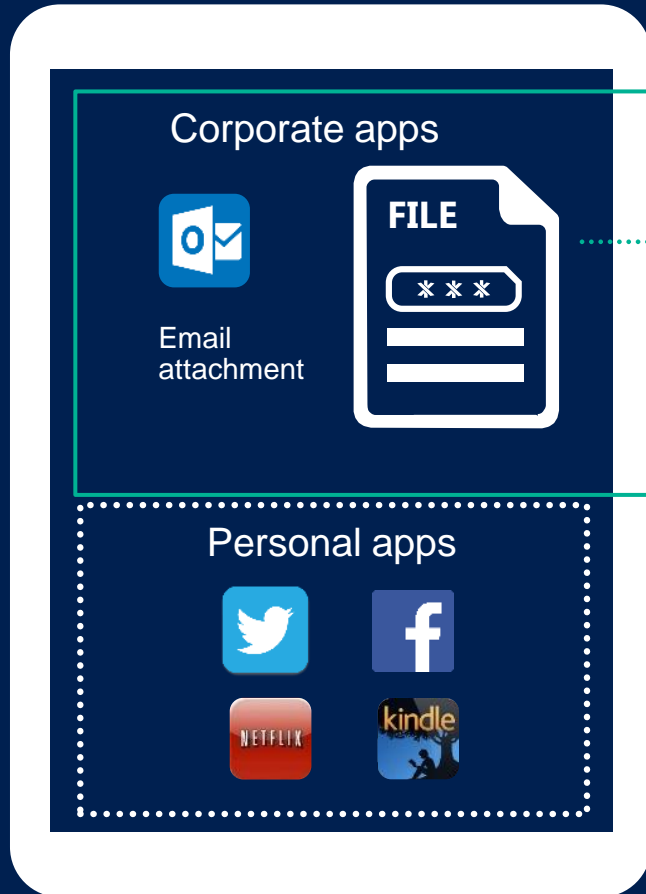 Corporate apps
FILE
O
* * *
Email
attachment
Personal apps
f
NETFLIX
kindle